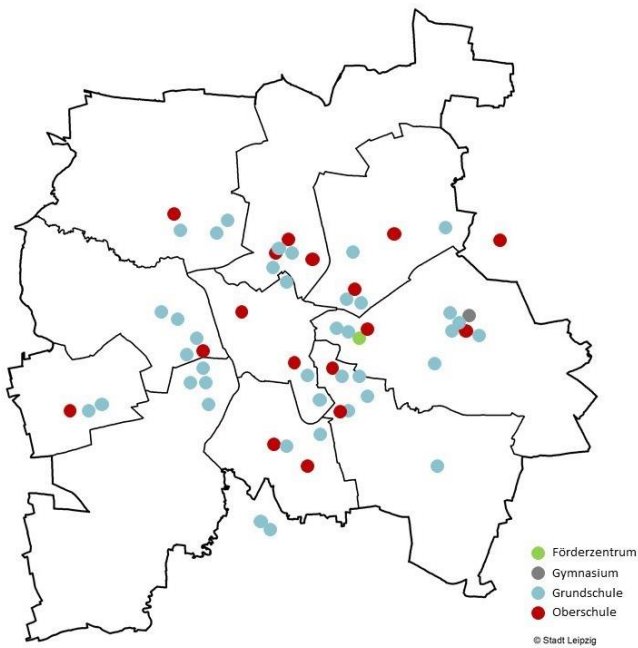 Förderzentrum
Gymnasium
Grundschule
Oberschule
© Stadt Leipzig